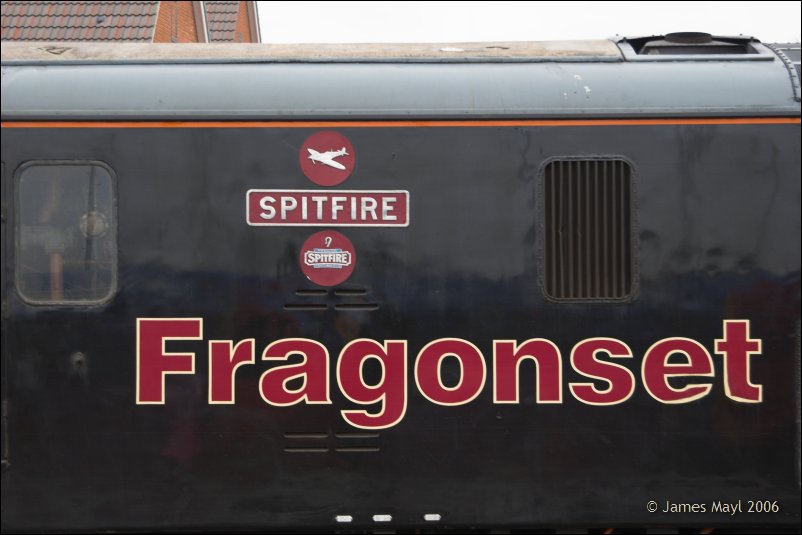 SPITFIRE
SPITFIRE
Fragonset
© James Mayl 2006